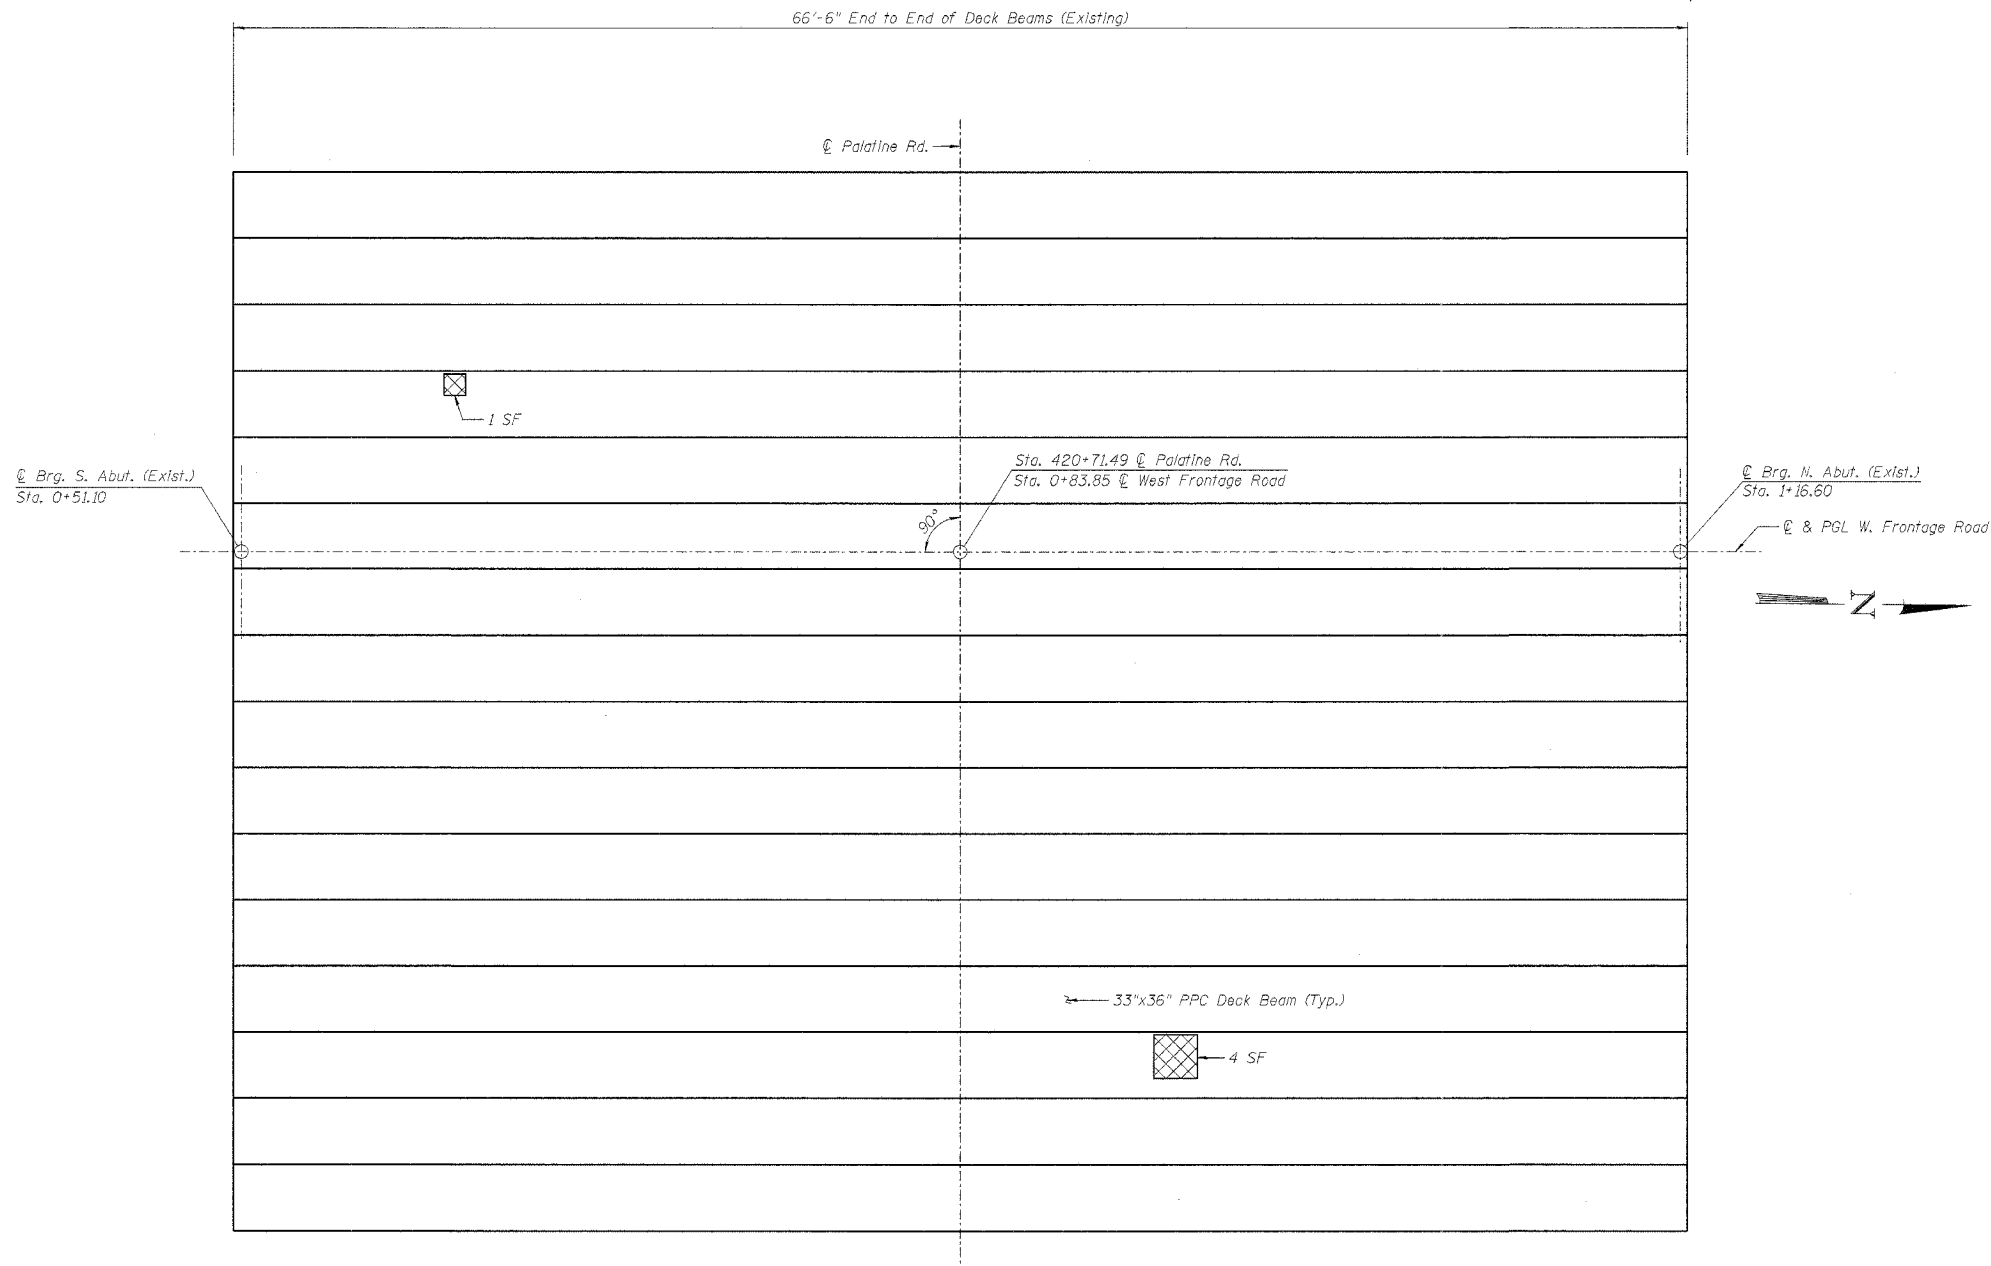 66'-6" End to End of Deck Beams (Existing)
℄ Palatine Rd.
1 SF
Sta. 420+71.49 ℄ Palatine Rd.
Sta. 0+83.85 ℄ West Frontage Road
℄ Brg. S. Abut. (Exist.)
Sta. 0+51.10
℄ Brg. N. Abut. (Exist.)
Sta. 1+16.60
90°
℄ & PGL W. Frontage Road
N
33"x36" PPC Deck Beam (Typ.)
4 SF